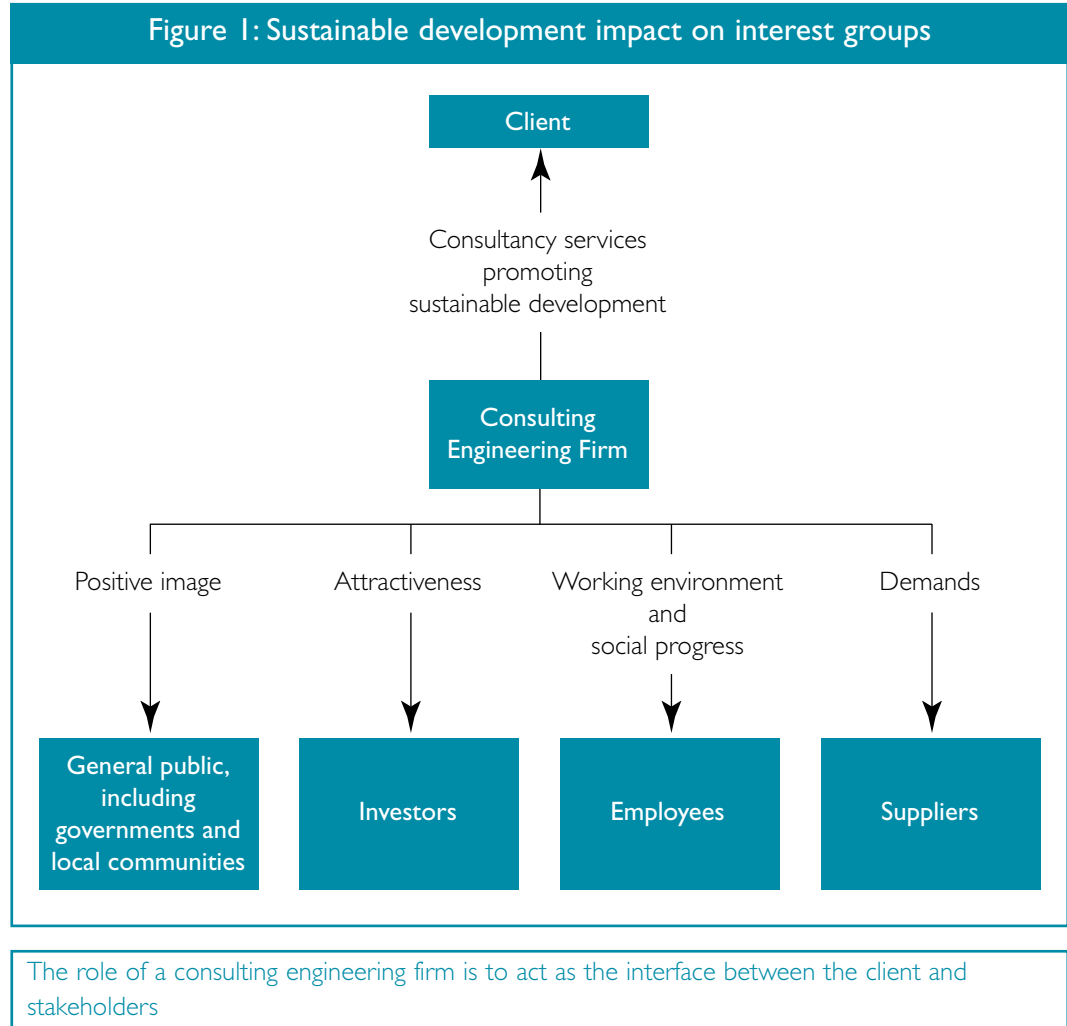 Figure 1: Sustainable development impact on interest groups
Client
Consultancy services
promoting
sustainable development
Consulting
Engineering Firm
Positive image
Attractiveness
Working environment
and
social progress
Demands
General public,
including
governments and
local communities
Investors
Employees
Suppliers
The role of a consulting engineering firm is to act as the interface between the client and
stakeholders